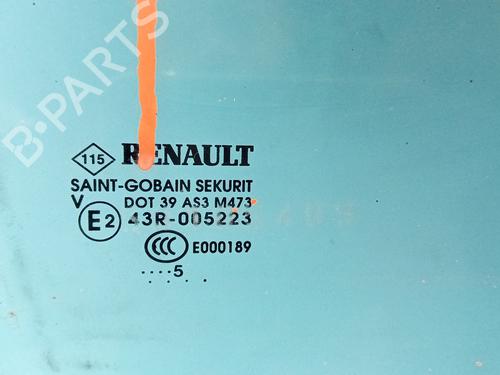 B-PARTS
115 RENAULT
SAINT-GOBAIN SEKURIT
V DOT 39 AS3 M473
E2 43R-005223
CCC E000189
....5
....